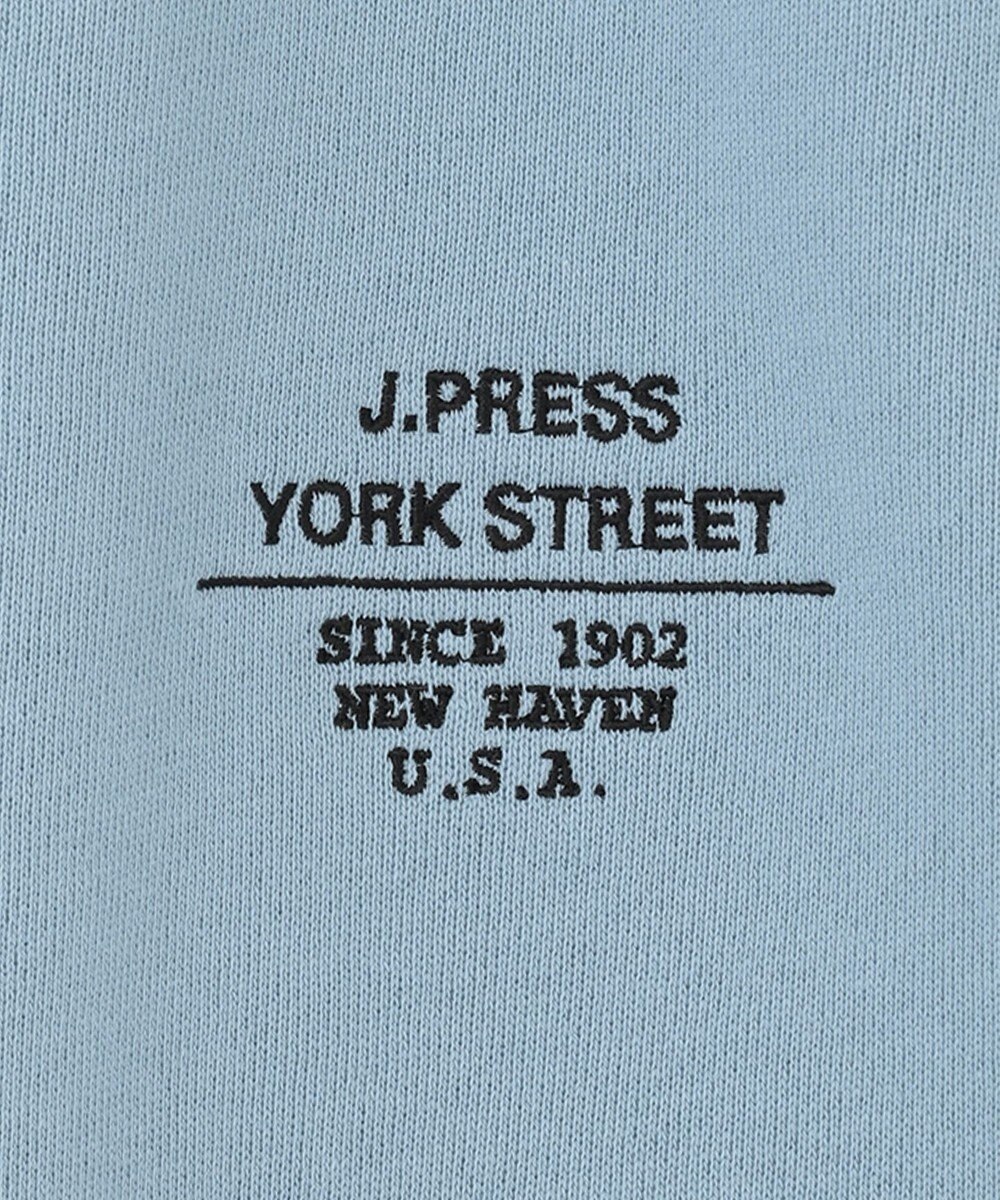 J.PRESS
YORK STREET
SINCE 1902
NEW HAVEN
U.S.A.